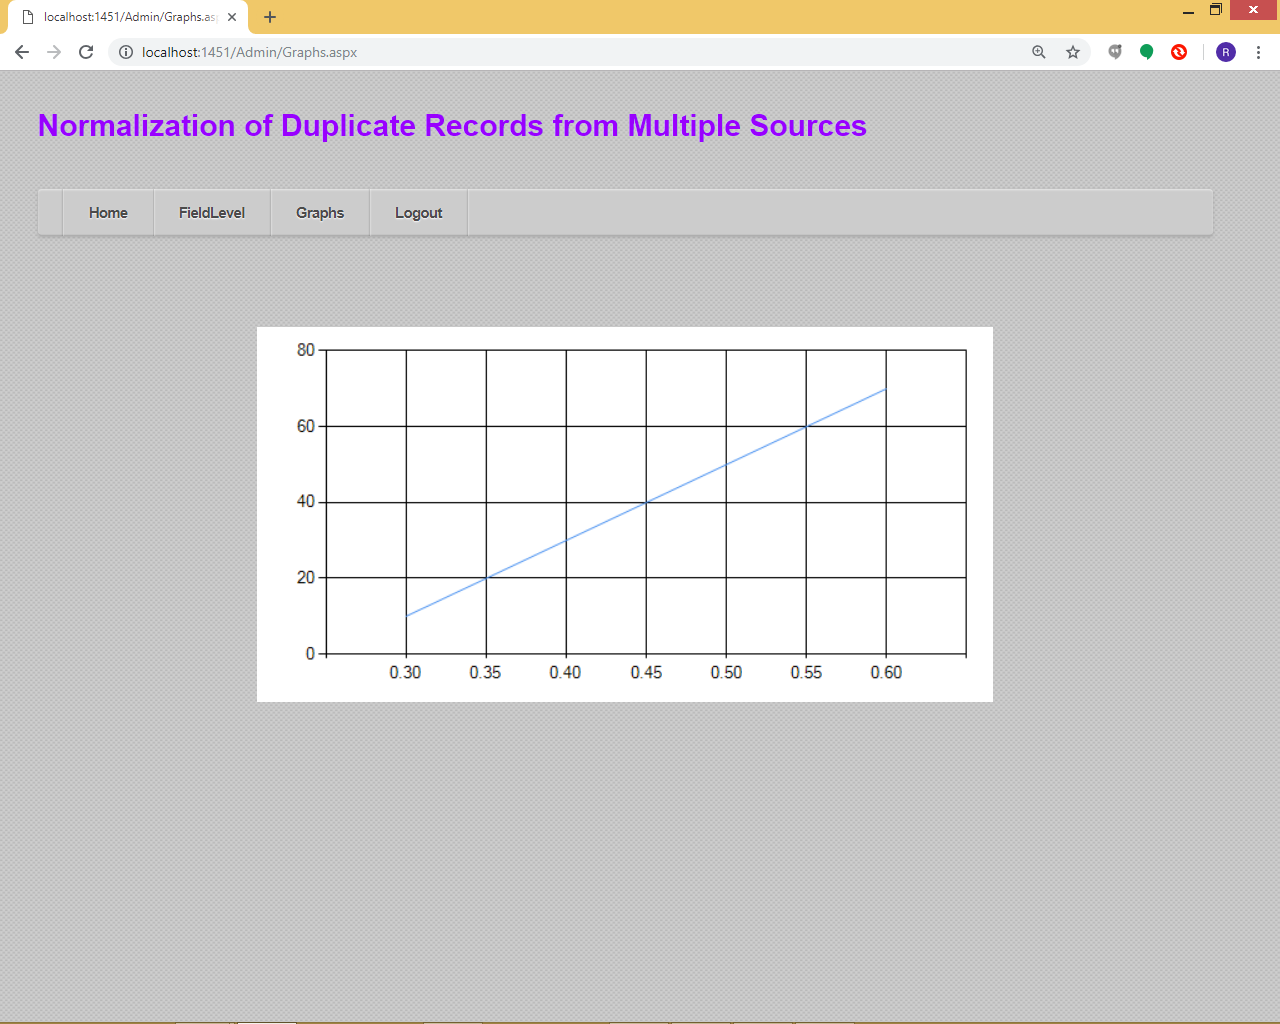 localhost:1451/Admin/Graphs.as
localhost:1451/Admin/Graphs.aspx
R
Normalization of Duplicate Records from Multiple Sources
Home FieldLevel Graphs Logout
80
60
40
20
0
0.30 0.35 0.40 0.45 0.50 0.55 0.60